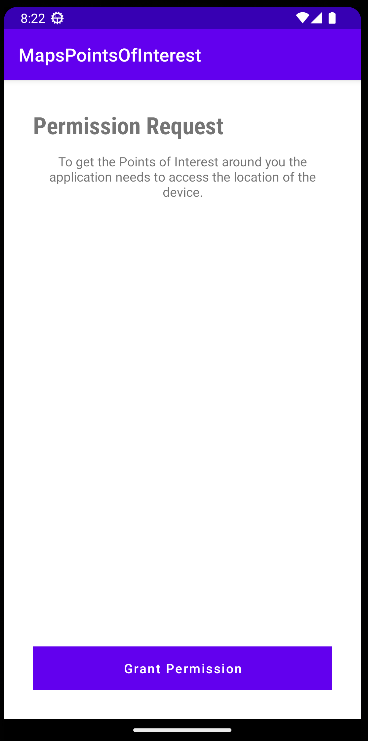 8:22
MapsPointsOfInterest
Permission Request
To get the Points of Interest around you the
application needs to access the location of the
device.
Grant Permission